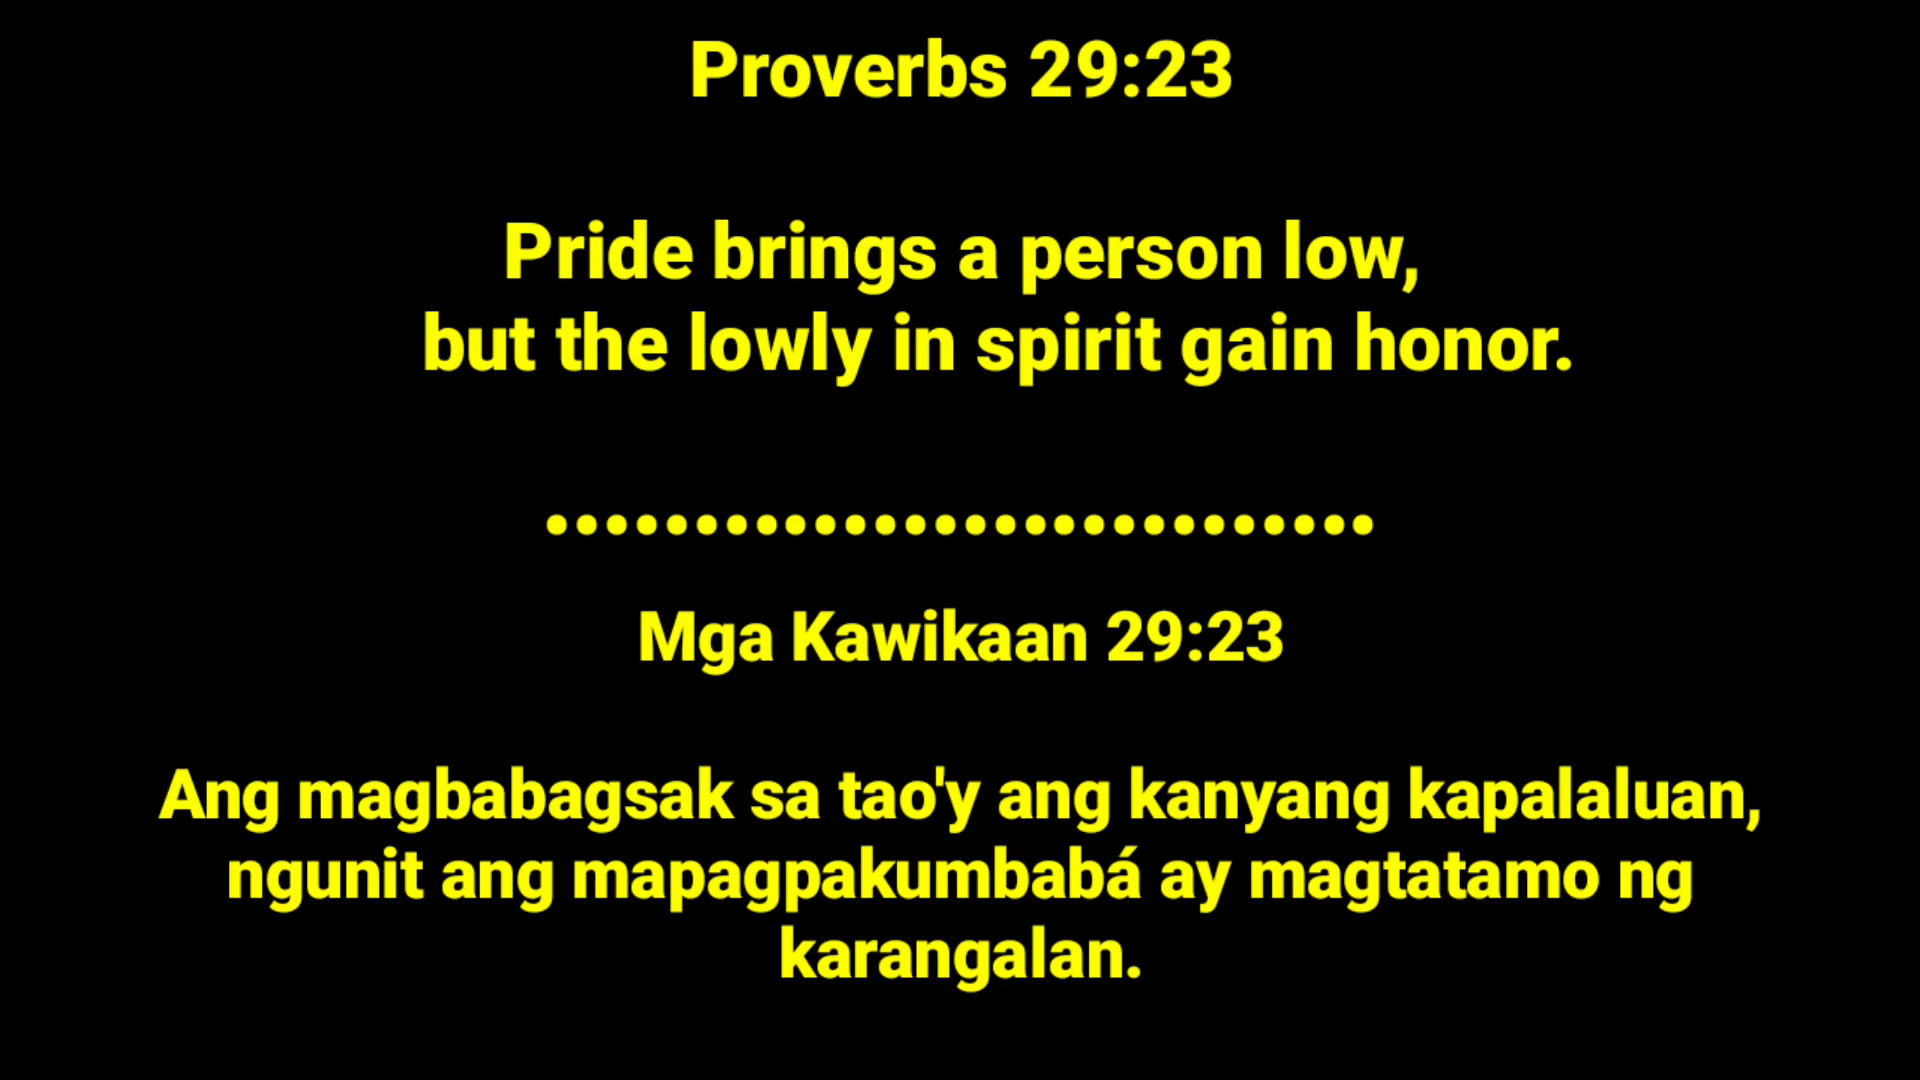 Proverbs 29:23
Pride brings a person low,
but the lowly in spirit gain honor.
••••••••••••••••••••••••••••
Mga Kawikaan 29:23
Ang magbabagsak sa tao'y ang kanyang kapalaluan,
ngunit ang mapagpakumbabá ay magtatamo ng
karangalan.